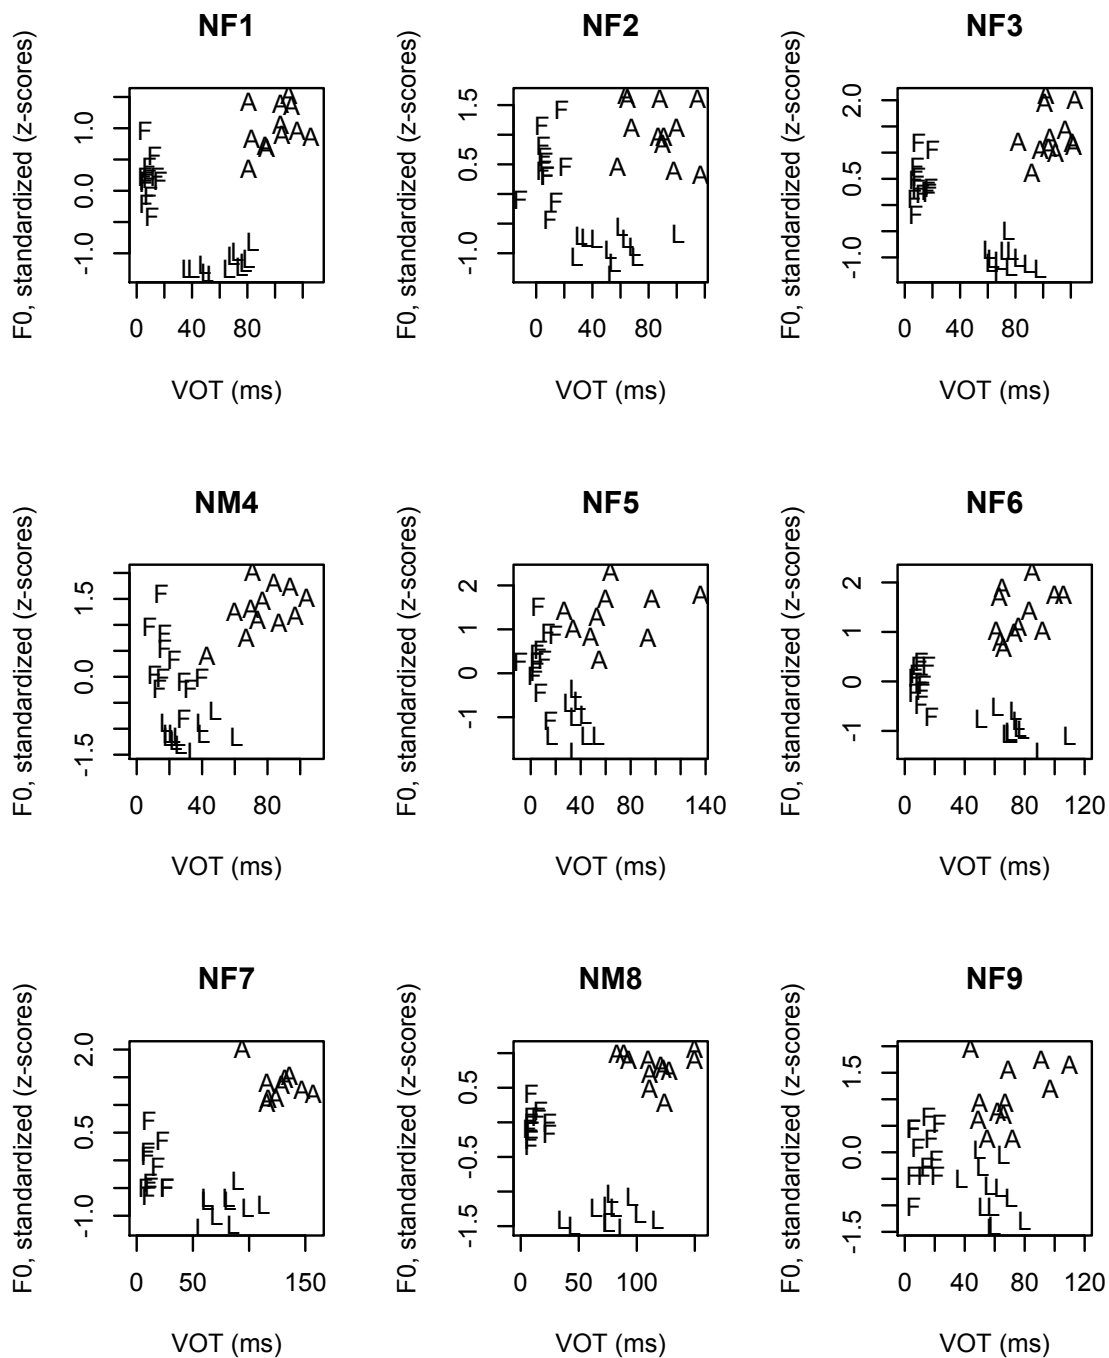 NF1 NF2 NF3
F0, standardized (z-scores) F0, standardized (z-scores) F0, standardized (z-scores)
1.0 1.5 2.0
0.0 0.5 0.5
-1.0 -1.0 -1.0
0 40 80 0 40 80 0 40 80
VOT (ms) VOT (ms) VOT (ms)
NM4 NF5 NF6
F0, standardized (z-scores) F0, standardized (z-scores) F0, standardized (z-scores)
1.5 2 2
0.0 1 1
-1.5 0 0
-1 -1
0 40 80 0 40 80 140 0 40 80 120
VOT (ms) VOT (ms) VOT (ms)
NF7 NM8 NF9
F0, standardized (z-scores) F0, standardized (z-scores) F0, standardized (z-scores)
2.0 0.5 1.5
0.5 -0.5 0.0
-1.0 -1.5 -1.5
0 50 150 0 50 100 0 40 80 120
VOT (ms) VOT (ms) VOT (ms)